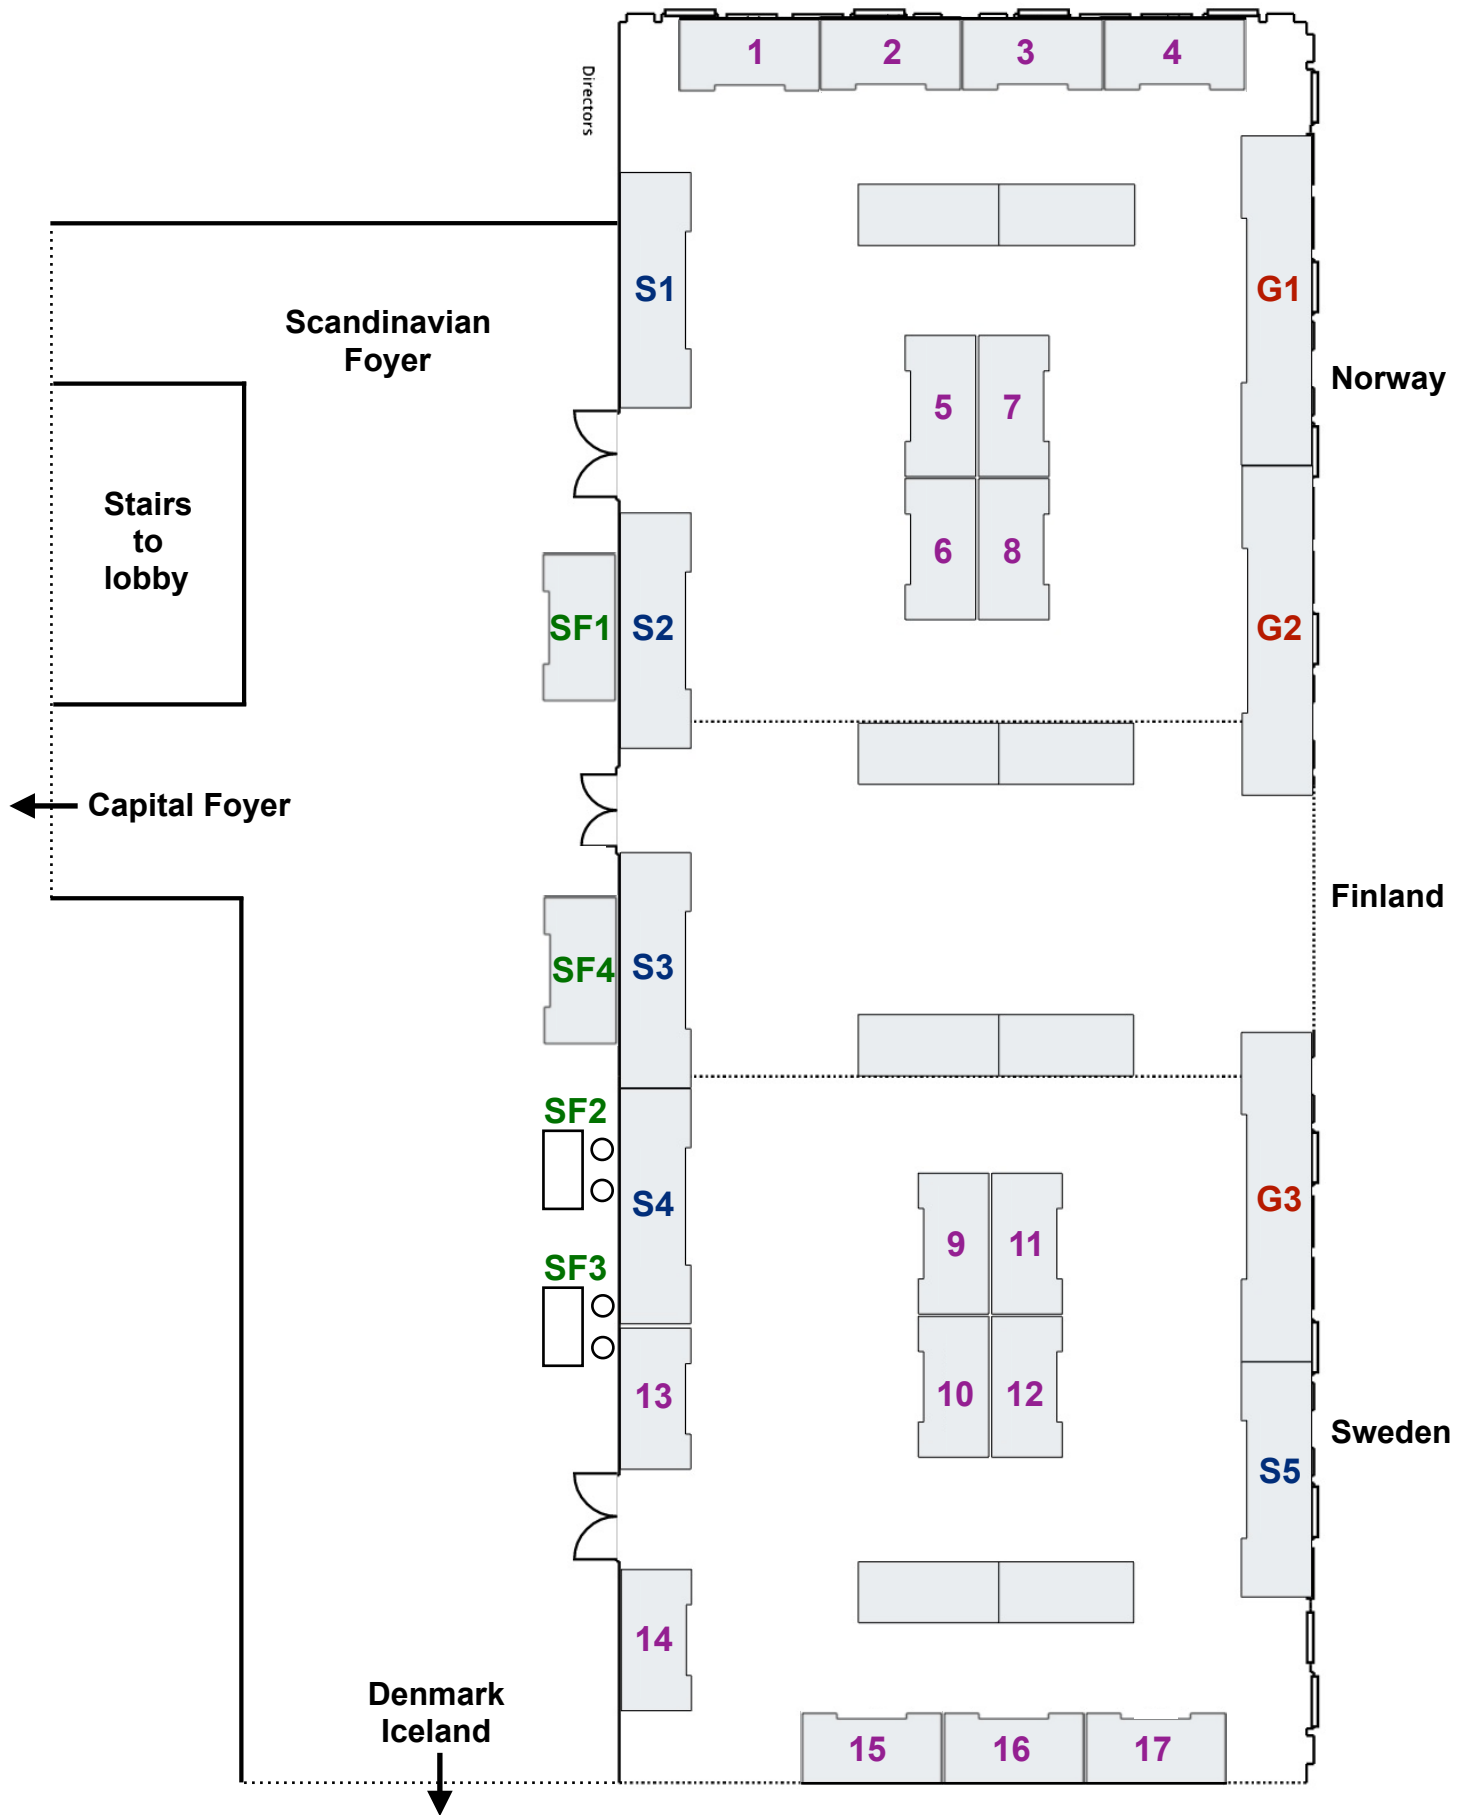 1
2
3
4
Directors
S1
G1
Scandinavian
Foyer
Norway
5
7
Stairs
to
lobby
6
8
SF1
S2
G2
Capital Foyer
Finland
SF4
S3
SF2
S4
G3
9
11
SF3
13
10
12
Sweden
S5
14
Denmark
Iceland
15
16
17